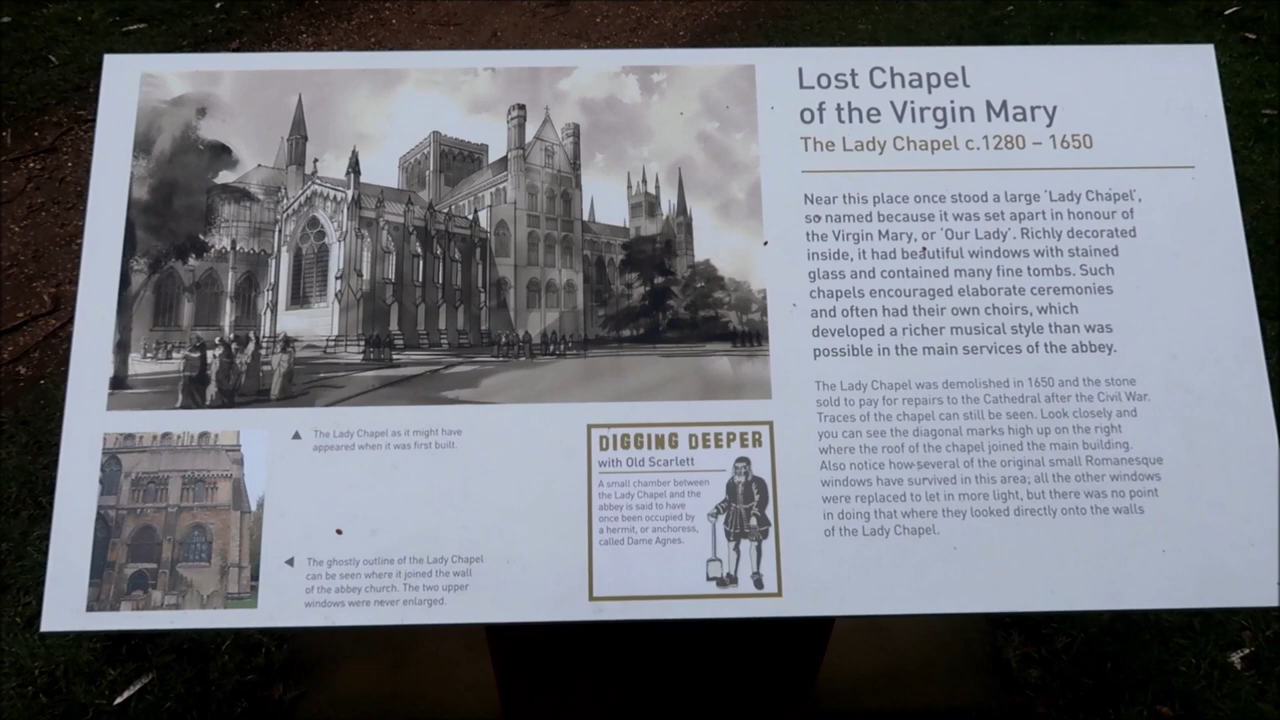 Lost Chapel
of the Virgin Mary
The Lady Chapel c.1280 – 1650
Near this place once stood a large 'Lady Chapel',
so named because it was set apart in honour of
the Virgin Mary, or 'Our Lady'. Richly decorated
inside, it had beautiful windows with stained
glass and contained many fine tombs. Such
chapels encouraged elaborate ceremonies
and often had their own choirs, which
developed a richer musical style than was
possible in the main services of the abbey.
The Lady Chapel was demolished in 1650 and the stone
sold to pay for repairs to the Cathedral after the Civil War.
Traces of the chapel can still be seen. Look closely and
you can see the diagonal marks high up on the right
where the roof of the chapel joined the main building.
Also notice how several of the original small Romanesque
windows have survived in this area; all the other windows
were replaced to let in more light, but there was no point
in doing that where they looked directly onto the walls
of the Lady Chapel.
▲ The Lady Chapel as it might have
appeared when it was first built.
◀ The ghostly outline of the Lady Chapel
can be seen where it joined the wall
of the abbey church. The two upper
windows were never enlarged.
DIGGING DEEPER
with Old Scarlett
A small chamber between
the Lady Chapel and the
abbey is said to have
once been occupied by
a hermit, or anchoress,
called Dame Agnes.